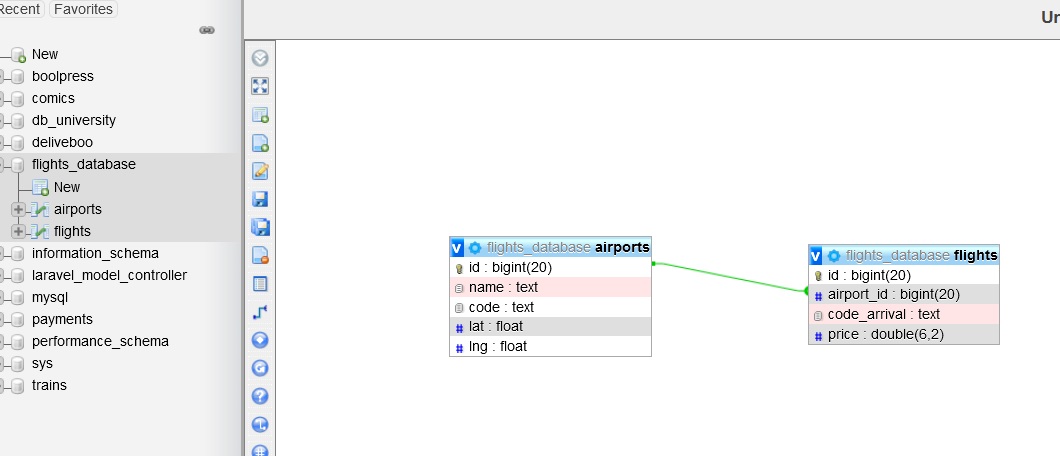 Recent Favorites
New
boolpress
comics
db_university
deliveboo
flights_database
New
airports
flights
information_schema
laravel_model_controller
mysql
payments
performance_schema
sys
trains
Ur
V flights_database airports
id : bigint(20)
name : text
code : text
# lat : float
# lng : float
V flights_database flights
id : bigint(20)
# airport_id : bigint(20)
code_arrival : text
# price : double(6,2)